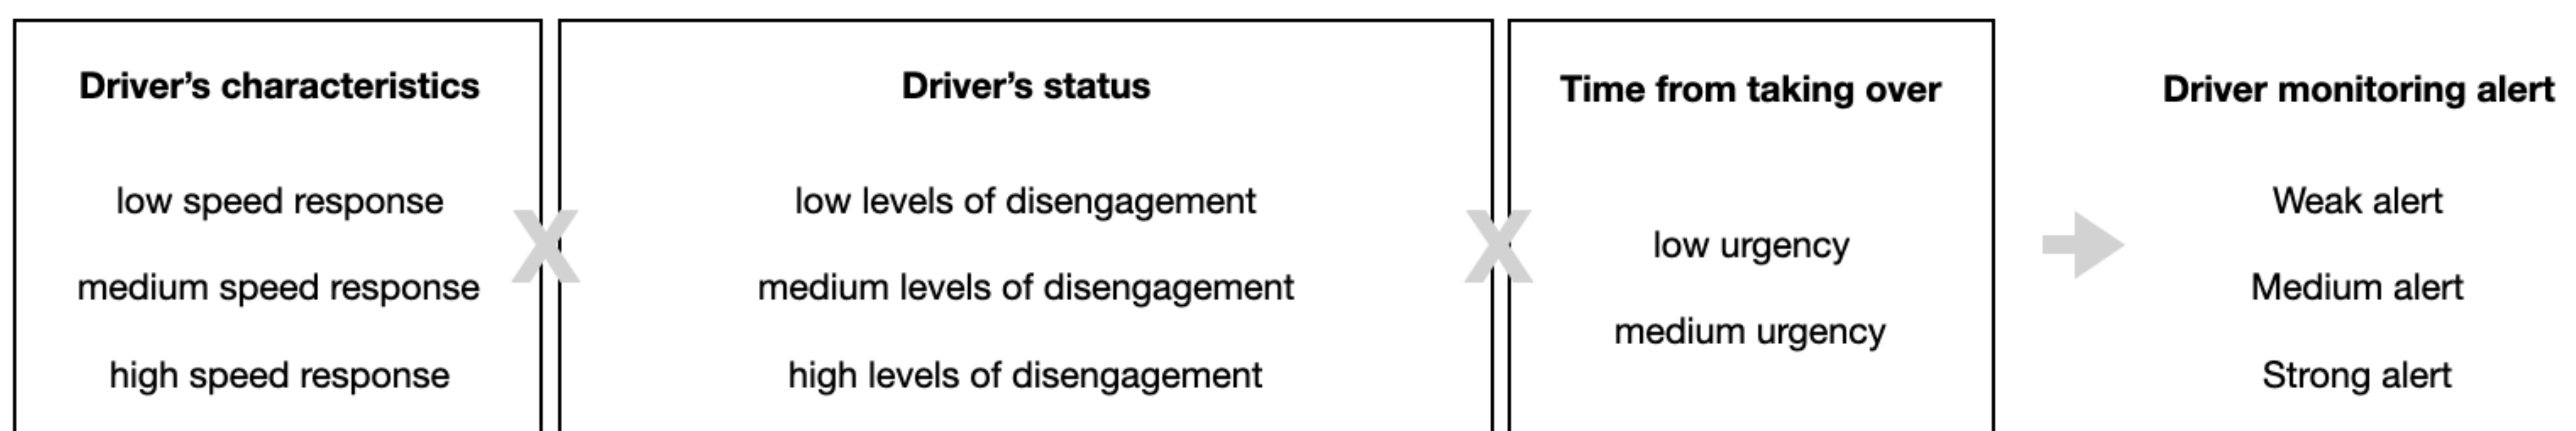 Driver’s characteristics
low speed response
medium speed response
high speed response
X
Driver’s status
low levels of disengagement
medium levels of disengagement
high levels of disengagement
X
Time from taking over
low urgency
medium urgency
Driver monitoring alert
Weak alert
Medium alert
Strong alert